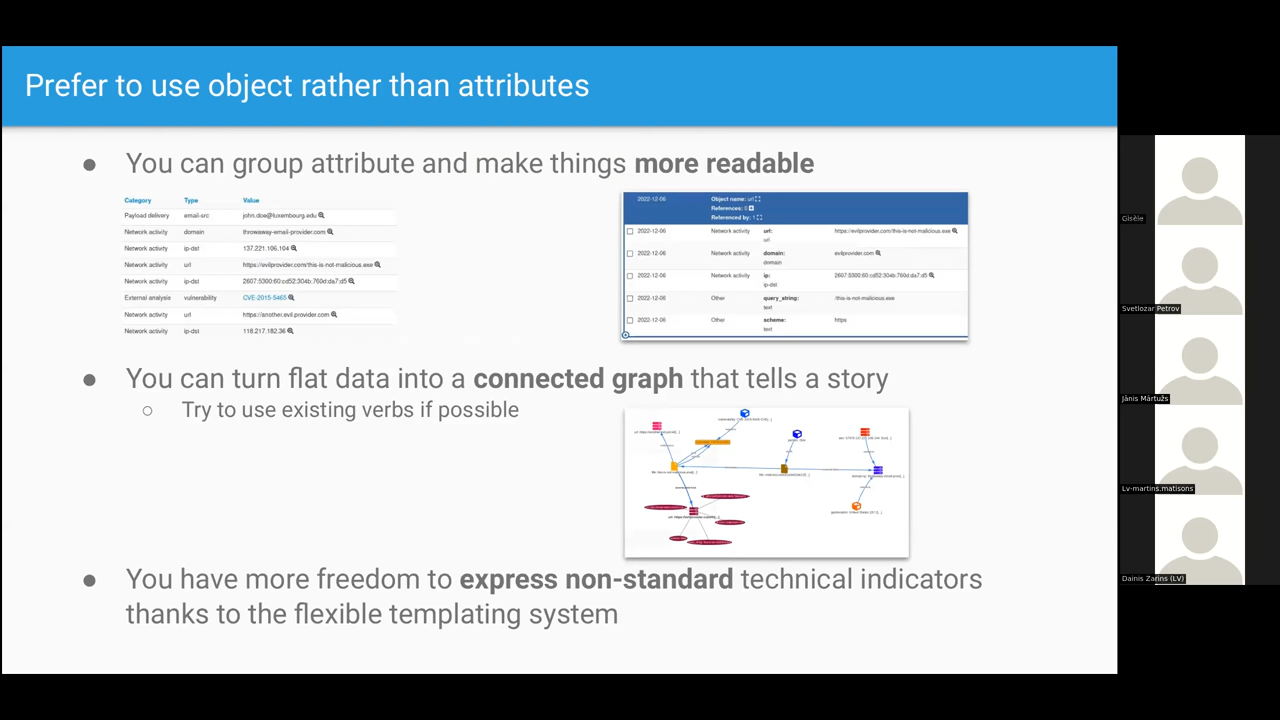 Prefer to use object rather than attributes
● You can group attribute and make things more readable
Category Type Value
Payload delivery email-src john.doe@luxembourg.edu
Network activity domain throwaway-email-provider.com
Network activity ip-dst 137.221.106.104
Network activity url https://evilprovider.com/this-is-not-malicious.exe
Network activity ip-dst 2607:5300:60:cd52:304b:760d:da7:d5
External analysis vulnerability CVE-2015-5465
Network activity url https://another.evil.provider.com
Network activity ip-dst 118.217.182.36
2022-12-06 Object name: url
References: 0
Referenced by: 1
2022-12-06 Network activity url: https://evilprovider.com/this-is-not-malicious.exe
url
2022-12-06 Network activity domain: evilprovider.com
domain
2022-12-06 Network activity ip: 2607:5300:60:cd52:304b:760d:da7:d5
ip-dst
2022-12-06 Other query_string: /this-is-not-malicious.exe
text
2022-12-06 Other scheme: https
text
● You can turn flat data into a connected graph that tells a story
○ Try to use existing verbs if possible
● You have more freedom to express non-standard technical indicators
thanks to the flexible templating system
Gisèle
Svetlozar Petrov
Jānis Mārtužs
Lv-martins.matisons
Dainis Zarins (LV)